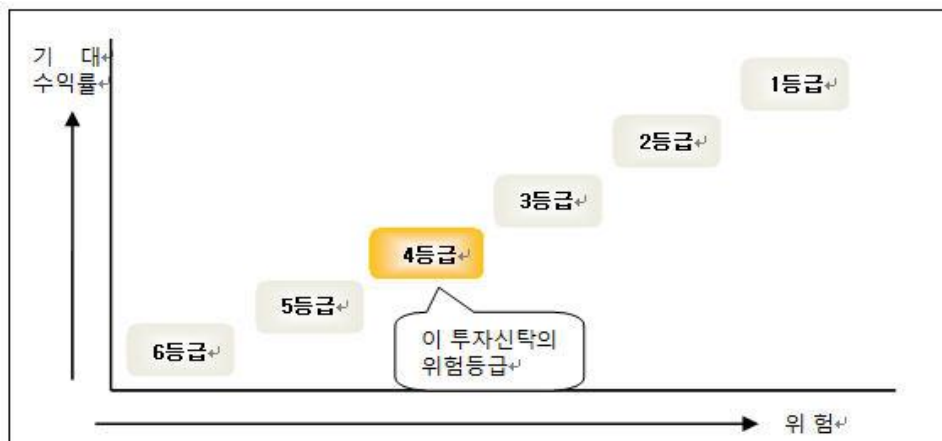 기 대
수익률
1등급
2등급
3등급
4등급
5등급
이 투자신탁의
위험등급
6등급
위 험